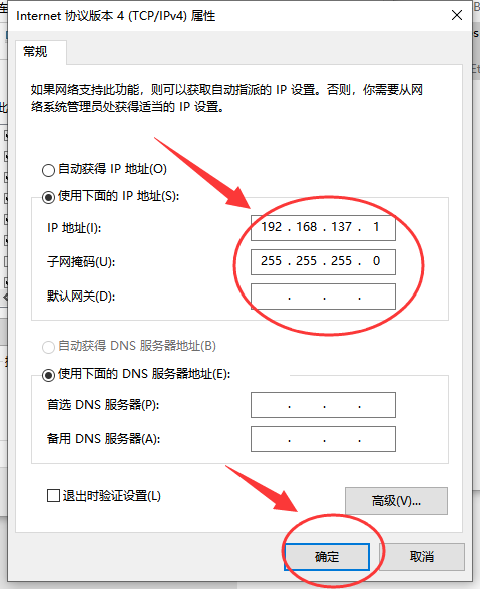 Internet 协议版本 4 (TCP/IPv4) 属性
常规
如果网络支持此功能，则可以获取自动指派的 IP 设置。否则，你需要从网
络系统管理员处获得适当的 IP 设置。
自动获得 IP 地址(O)
使用下面的 IP 地址(S):
IP 地址(I): 192 . 168 . 137 . 1
子网掩码(U): 255 . 255 . 255 . 0
默认网关(D): . . .
自动获得 DNS 服务器地址(B)
使用下面的 DNS 服务器地址(E):
首选 DNS 服务器(P): . . .
备用 DNS 服务器(A): . . .
退出时验证设置(L)
高级(V)...
确定 取消